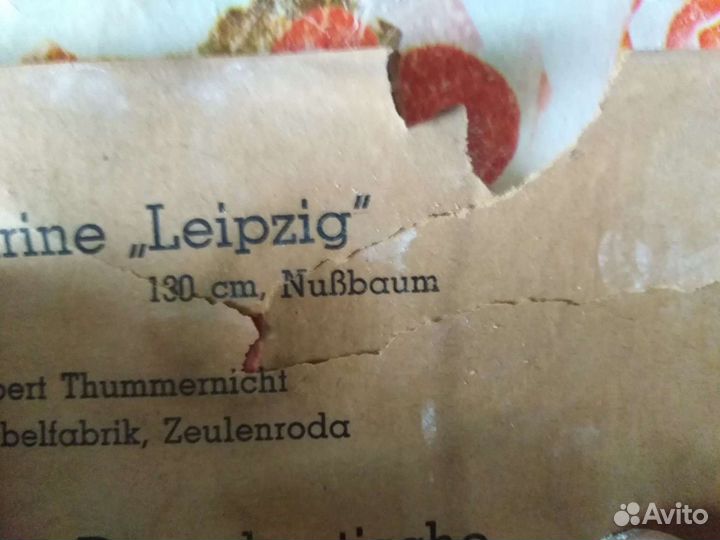 rine „Leipzig"
130 cm, Nußbaum
bert Thummernicht
belfabrik, Zeulenroda
Avito